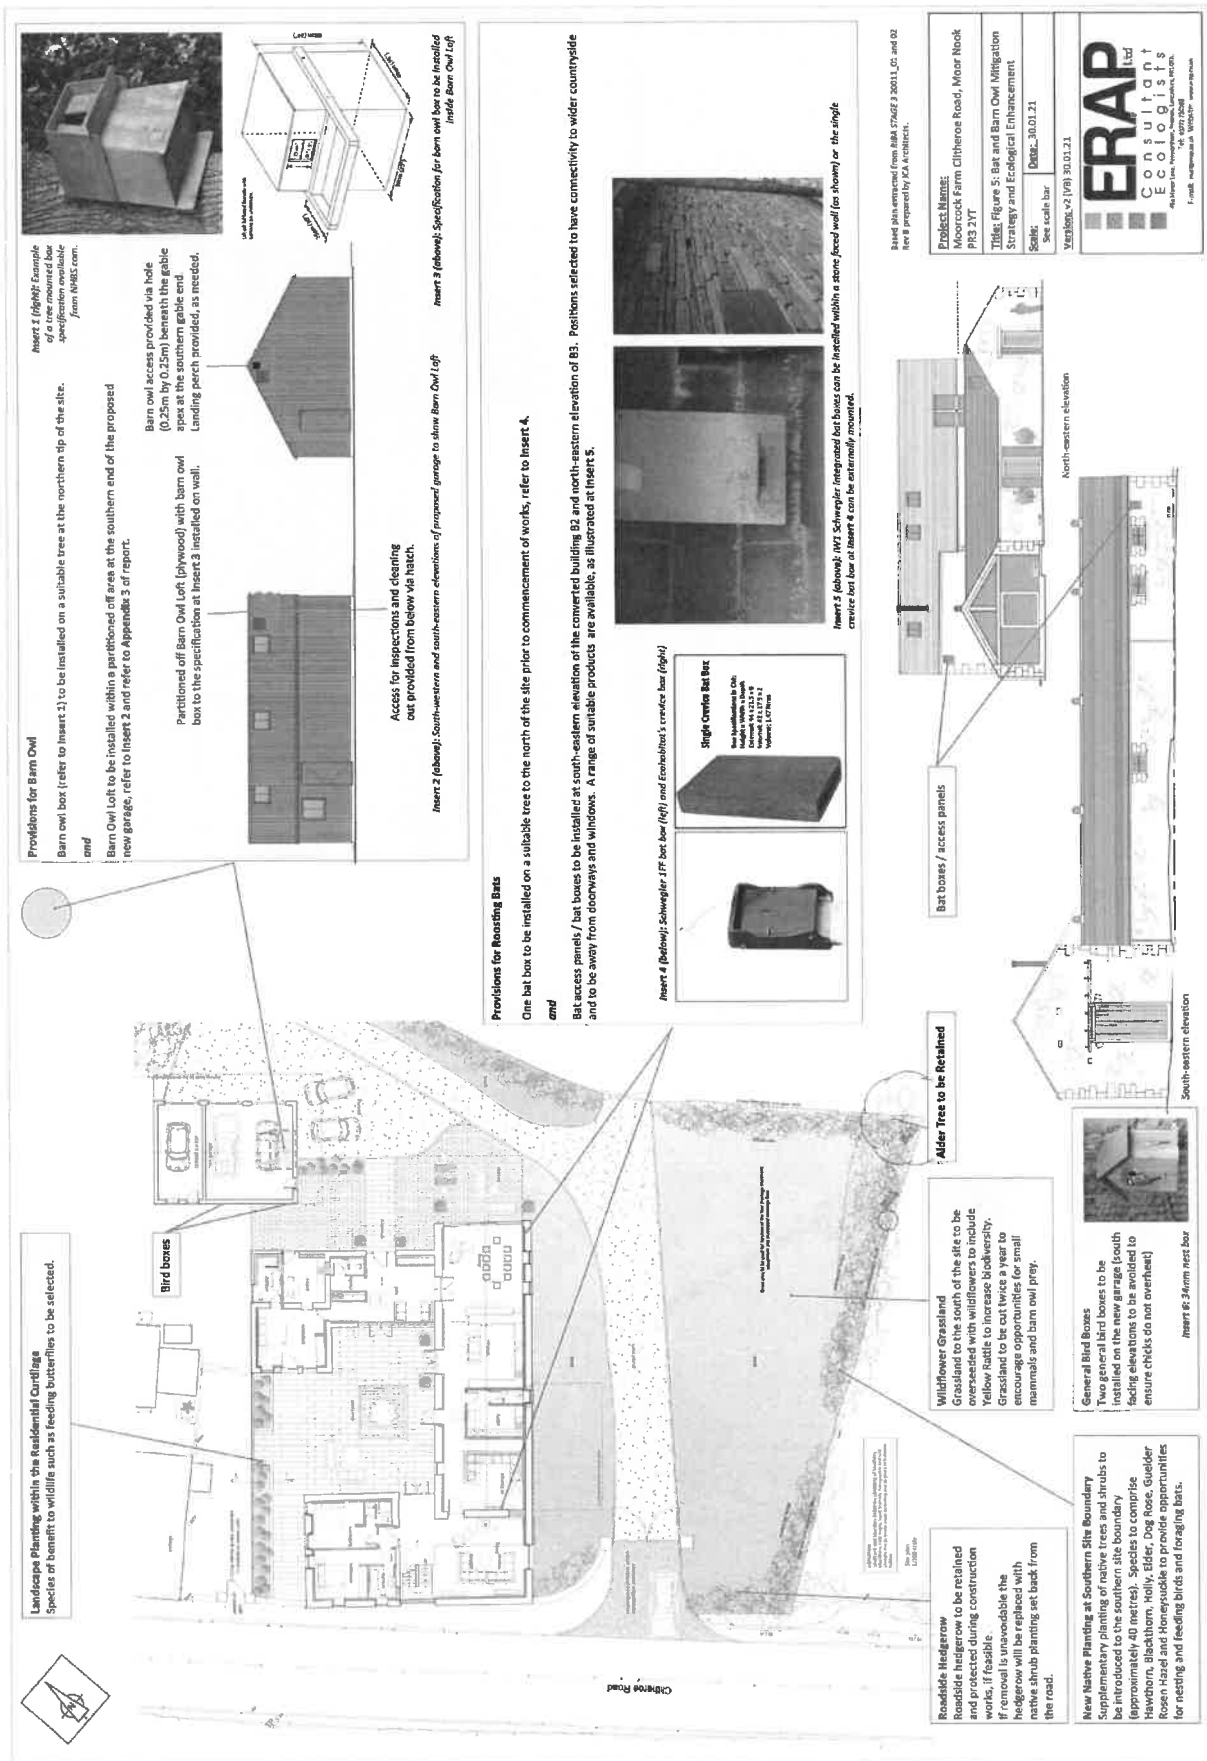 Landscape Planting within the Residential Curtilage
Species of benefit to wildlife such as feeding butterflies to be selected.
Bird boxes
Clitheroe Road
Provisions for Barn Owl
Barn owl box (refer to Insert 1) to be installed on a suitable tree at the northern tip of the site.
and
Barn Owl Loft to be installed within a partitioned off area at the southern end of the proposed
new garage, refer to Insert 2 and refer to Appendix 3 of report.
Insert 1 (right): Example
of a tree mounted box
specification available
from NHBS com.
Partitioned off Barn Owl Loft (plywood) with barn owl
box to the specification at Insert 3 installed on wall.
Barn owl access provided via hole
(0.25m by 0.25m) beneath the gable
apex at the southern gable end.
Landing perch provided, as needed.
Access for inspections and cleaning
out provided from below via hatch.
Insert 2 (above): South-western and south-eastern elevations of proposed garage to show Barn Owl Loft
Insert 3 (above): Specification for barn owl box to be installed
inside Barn Owl Loft
Provisions for Roosting Bats
One bat box to be installed on a suitable tree to the north of the site prior to commencement of works, refer to Insert 4.
and
Bat access panels / bat boxes to be installed at south-eastern elevation of the converted building B2 and north-eastern elevation of B3. Positions selected to have connectivity to wider countryside
and to be away from doorways and windows. A range of suitable products are available, as illustrated at Insert 5.
Insert 4 (below): Schwegler 1FF bat box (left) and Ecohabitat's crevice box (right)
Single Crevice Bat Box
Insert 5 (above): IWT Schwegler integrated bat boxes can be installed within a stone faced wall (as shown) or the single
crevice bat box at Insert 4 can be externally mounted.
Roadside Hedgerow
Roadside hedgerow to be retained
and protected during construction
works, if feasible.
If removal is unavoidable the
hedgerow will be replaced with
native shrub planting set back from
the road.
Wildflower Grassland
Grassland to the south of the site to be
overseeded with wildflowers to include
Yellow Rattle to increase biodiversity.
Grassland to be cut twice a year to
encourage opportunities for small
mammals and barn owl prey.
Alder Tree to be Retained
New Native Planting at Southern Site Boundary
Supplementary planting of native trees and shrubs to
be introduced to the southern site boundary
(approximately 40 metres). Species to comprise
Hawthorn, Blackthorn, Holly, Elder, Dog Rose, Guelder
Rosen Hazel and Honeysuckle to provide opportunities
for nesting and feeding birds and foraging bats.
General Bird Boxes
Two general bird boxes to be
installed on the new garage (south
facing elevations to be avoided to
ensure chicks do not overheat)
Insert 6: 34mm nest box
Bat boxes / access panels
South-eastern elevation
North-eastern elevation
Based plan extracted from RIBA STAGE 3 20011_01 and 02
Rev B prepared by JCA Architects.
Project Name:
Moorcock Farm Clitheroe Road, Moor Nook
PR3 2YT
Title: Figure 5: Bat and Barn Owl Mitigation
Strategy and Ecological Enhancement
Scale:
See scale bar
Date: 30.01.21
Version: v2 (VB) 30.01.21
ERAP Ltd
Consultant
Ecologists